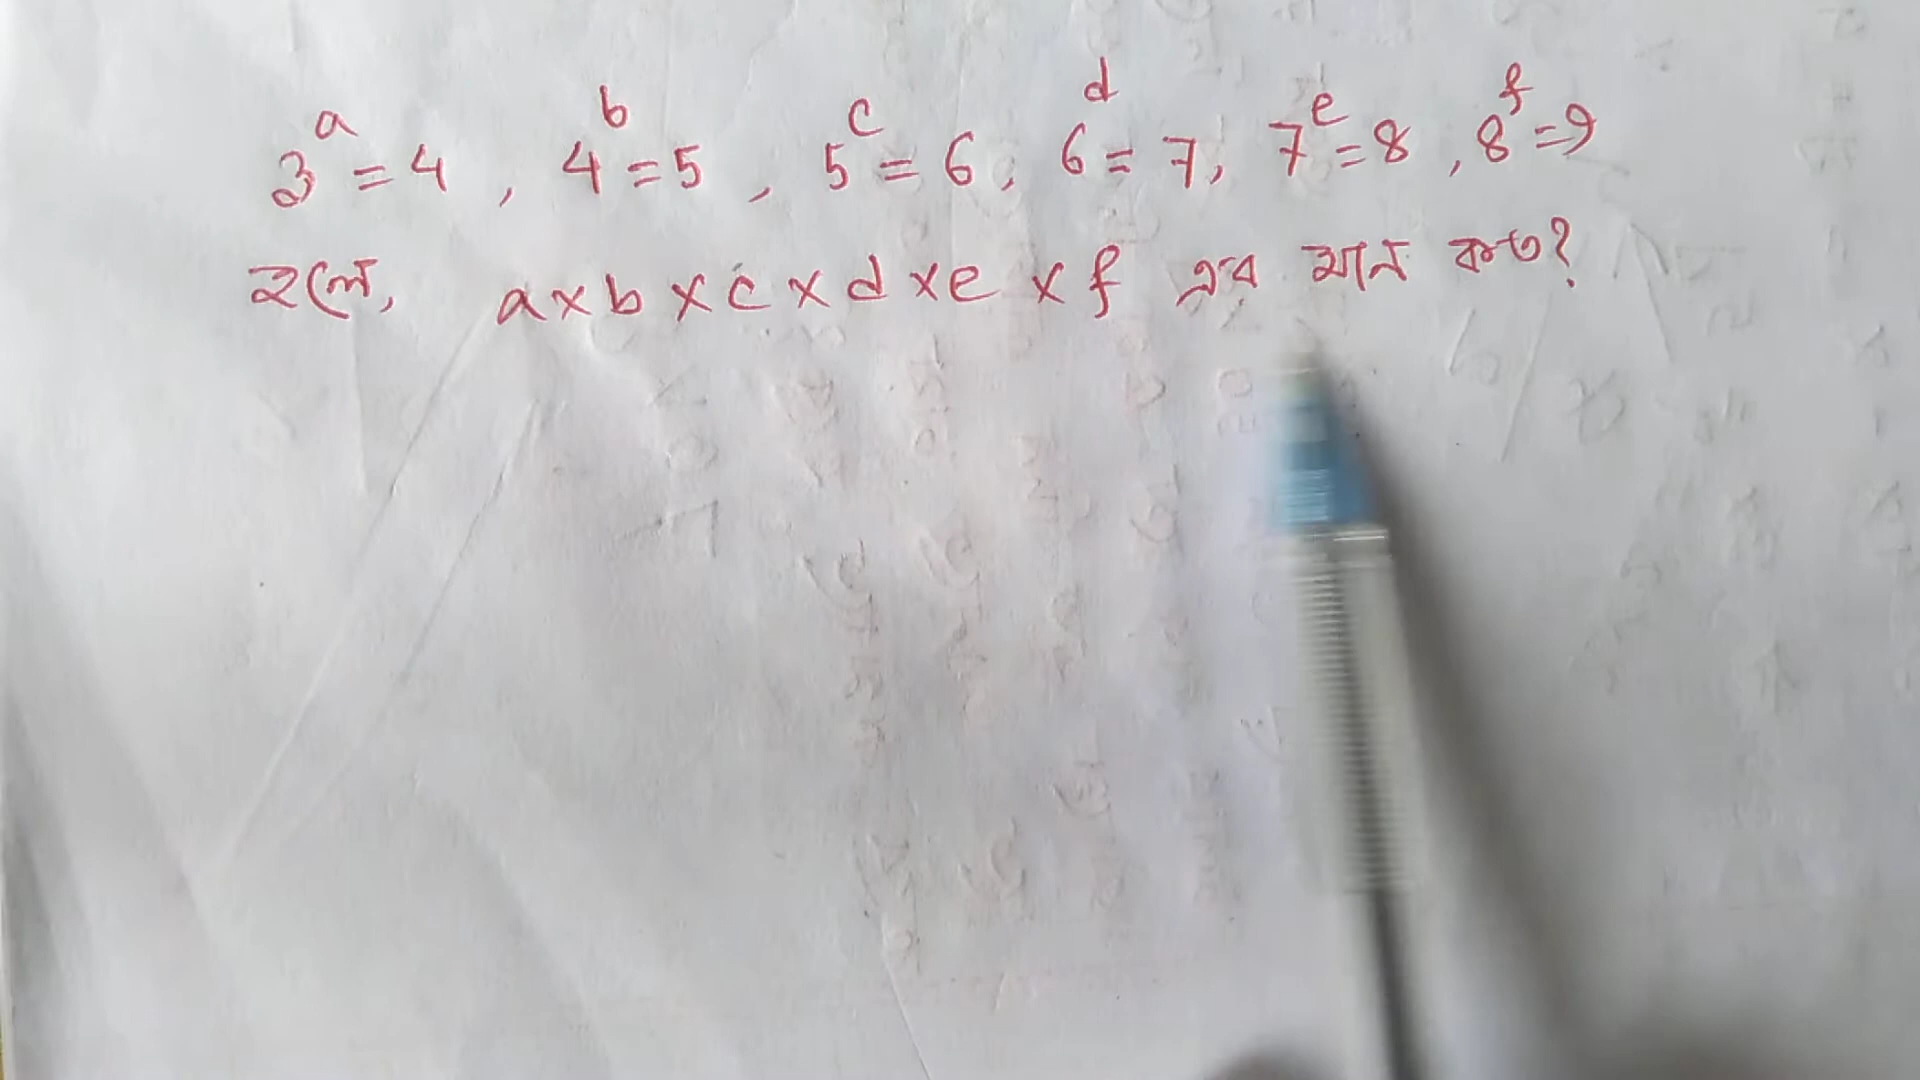 3^a = 4 , 4^b = 5 , 5^c = 6 , 6^d = 7 , 7^e = 8 , 8^f = 9
হলে, a × b × c × d × e × f এর মান কত?